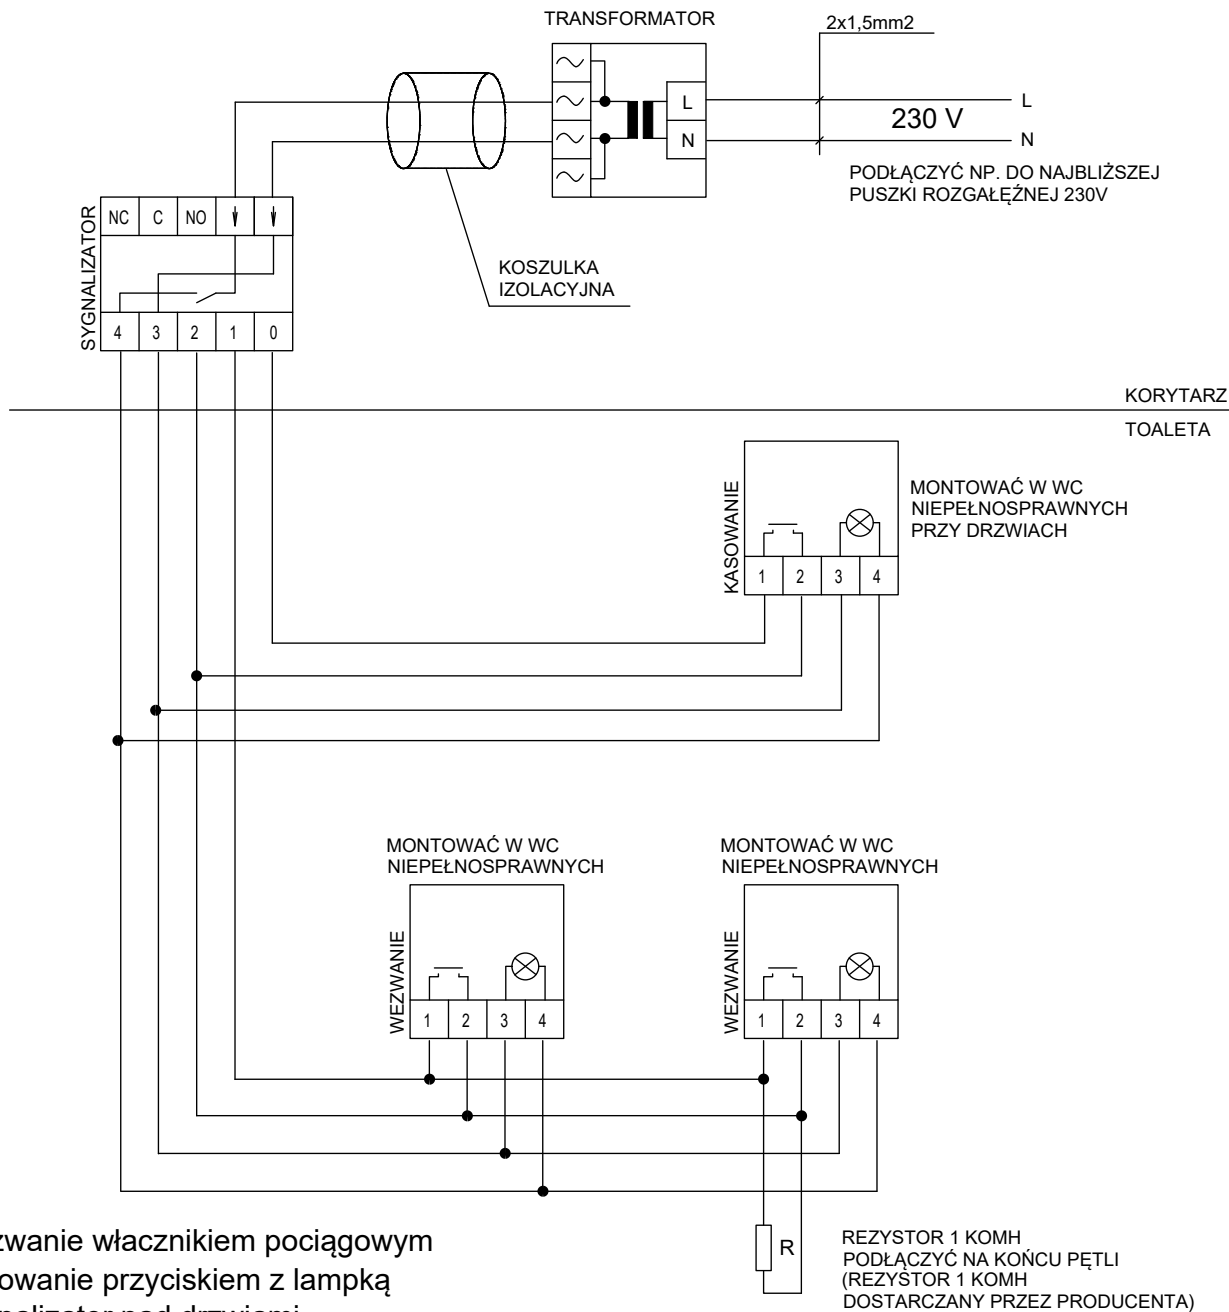 TRANSFORMATOR
2x1,5mm2
L
N
L
N
230 V
PODŁĄCZYĆ NP. DO NAJBLIŻSZEJ
PUSZKI ROZGAŁĘŹNEJ 230V
KOSZULKA
IZOLACYJNA
SYGNALIZATOR
NC C NO
4 3 2 1 0
KORYTARZ
TOALETA
KASOWANIE
1 2 3 4
MONTOWAĆ W WC
NIEPEŁNOSPRAWNYCH
PRZY DRZWIACH
MONTOWAĆ W WC
NIEPEŁNOSPRAWNYCH
WEZWANIE
1 2 3 4
MONTOWAĆ W WC
NIEPEŁNOSPRAWNYCH
WEZWANIE
1 2 3 4
R
REZYSTOR 1 KOMH
PODŁĄCZYĆ NA KOŃCU PĘTLI
(REZYSTOR 1 KOMH
DOSTARCZANY PRZEZ PRODUCENTA)
zwanie włacznikiem pociągowym
owanie przyciskiem z lampką
nalizator nad drzwiami